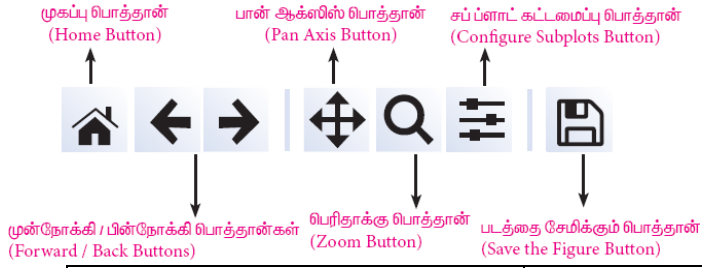 முகப்பு பொத்தான்
(Home Button)
பான் ஆக்ஸிஸ் பொத்தான்
(Pan Axis Button)
சப் ப்ளாட் கட்டமைப்பு பொத்தான்
(Configure Subplots Button)
முன்நோக்கி / பின்நோக்கி பொத்தான்கள்
(Forward / Back Buttons)
பெரிதாக்கு பொத்தான்
(Zoom Button)
படத்தை சேமிக்கும் பொத்தான்
(Save the Figure Button)